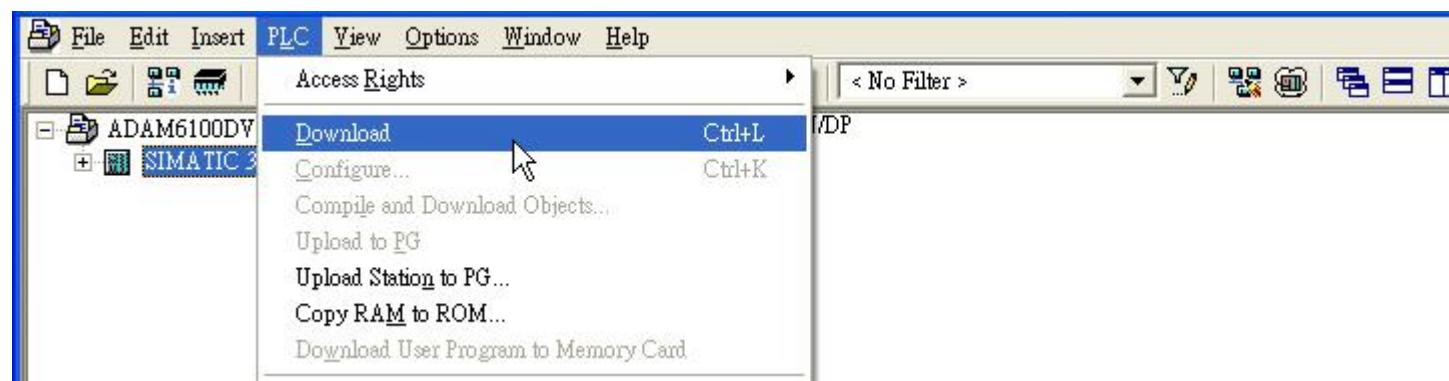 File Edit Insert PLC View Options Window Help
Access Rights
< No Filter >
ADAM6100DV
Download Ctrl+L
/DP
SIMATIC 3
Configure... Ctrl+K
Compile and Download Objects...
Upload to PG
Upload Station to PG...
Copy RAM to ROM...
Download User Program to Memory Card